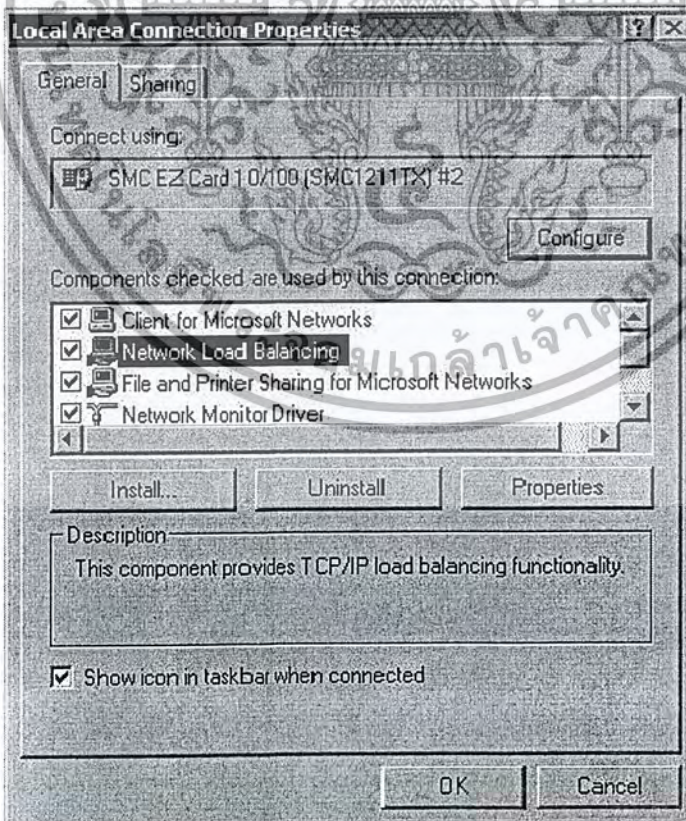 Local Area Connection Properties
General Sharing
Connect using:
SMC EZ Card 10/100 (SMC1211TX) #2
Configure
Components checked are used by this connection:
Client for Microsoft Networks
Network Load Balancing
File and Printer Sharing for Microsoft Networks
Network Monitor Driver
Install... Uninstall Properties
Description
This component provides TCP/IP load balancing functionality.
Show icon in taskbar when connected
OK Cancel